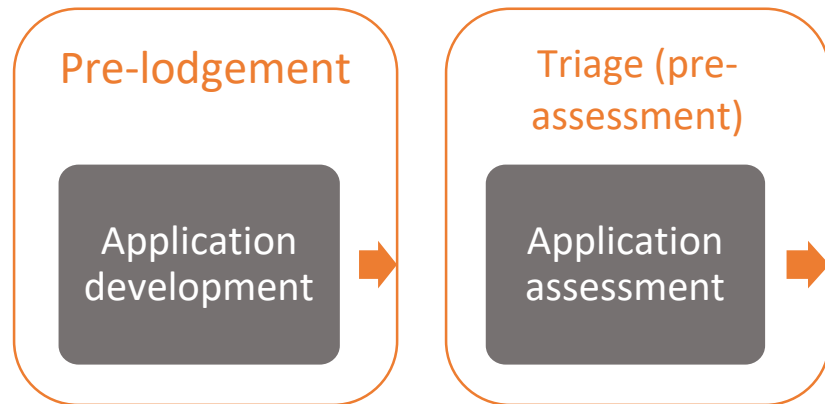 Pre-lodgement
Application
development
Triage (pre-
assessment)
Application
assessment